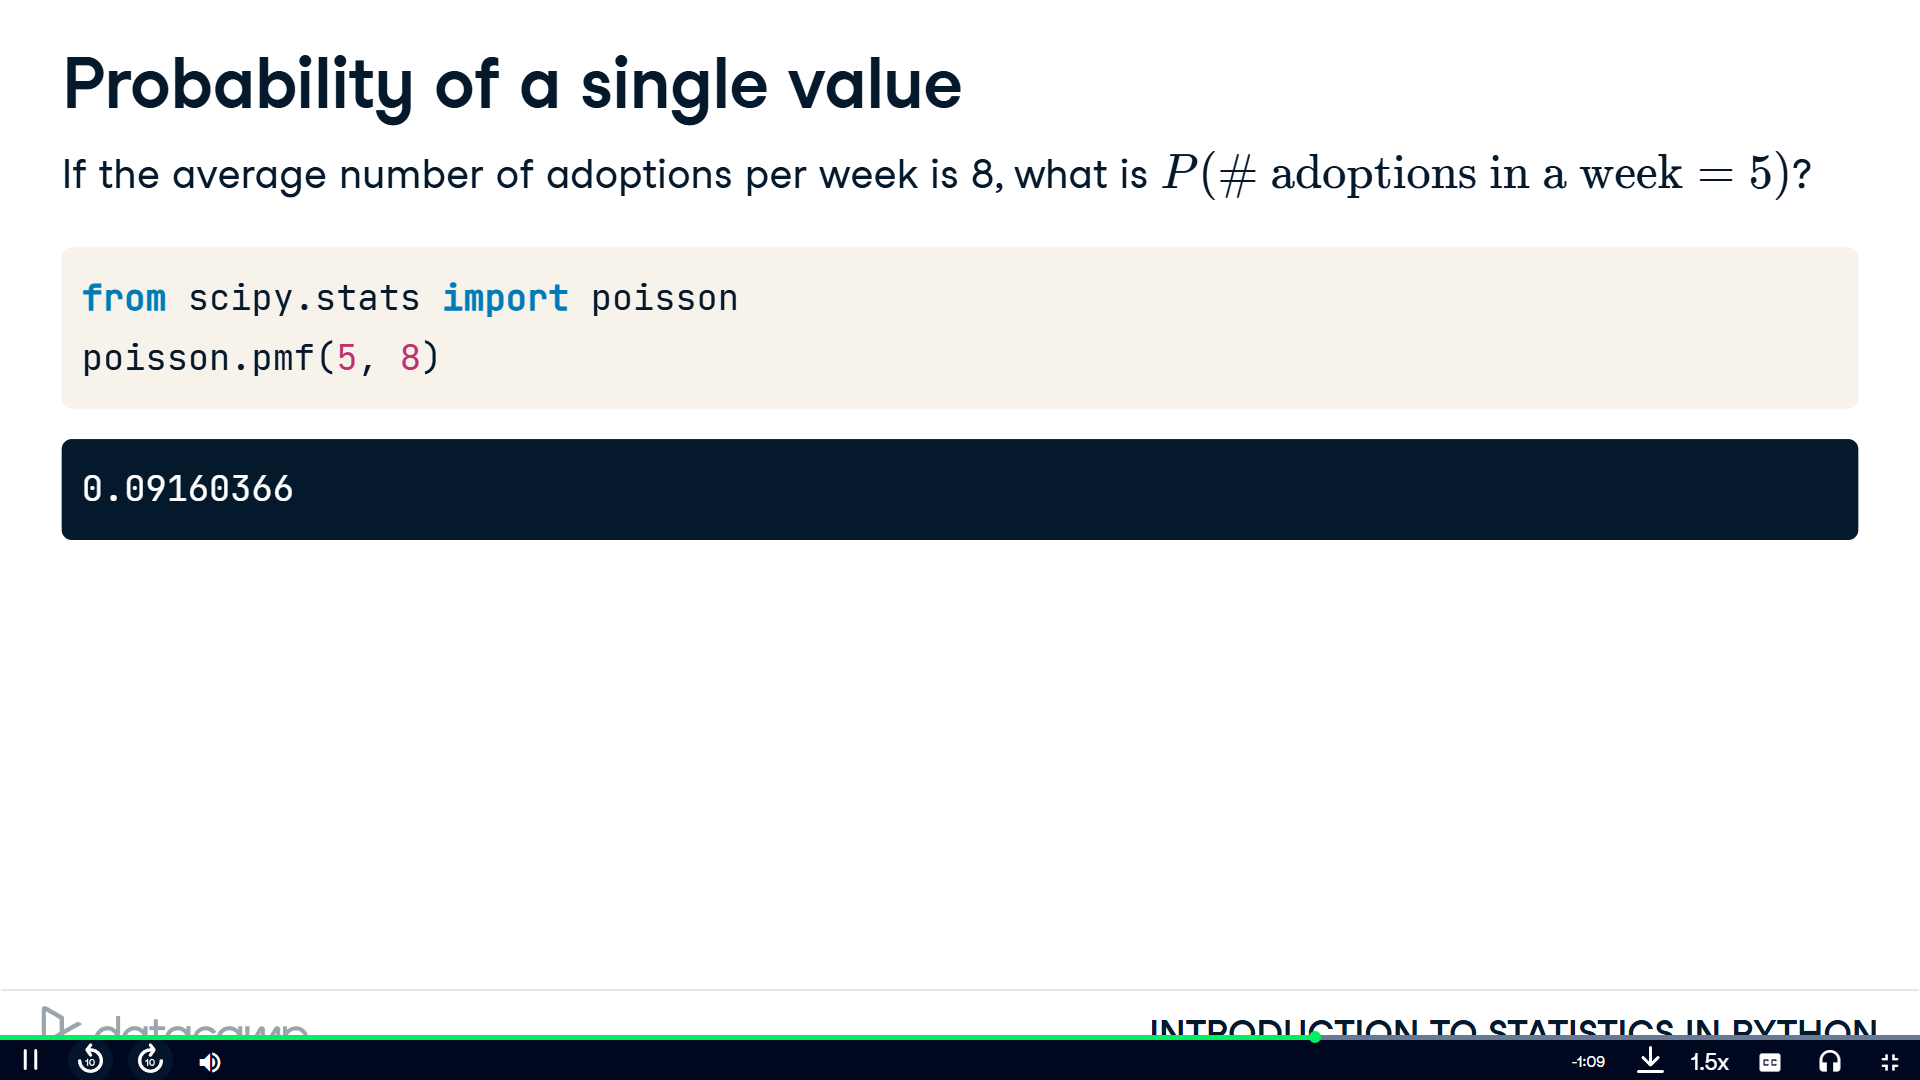 Probability of a single value
If the average number of adoptions per week is 8, what is P(# adoptions in a week = 5)?
from scipy.stats import poisson
poisson.pmf(5, 8)
0.09160366
datacamp
INTRODUCTION TO STATISTICS IN PYTHON
10 10 -1:09 1.5x CC